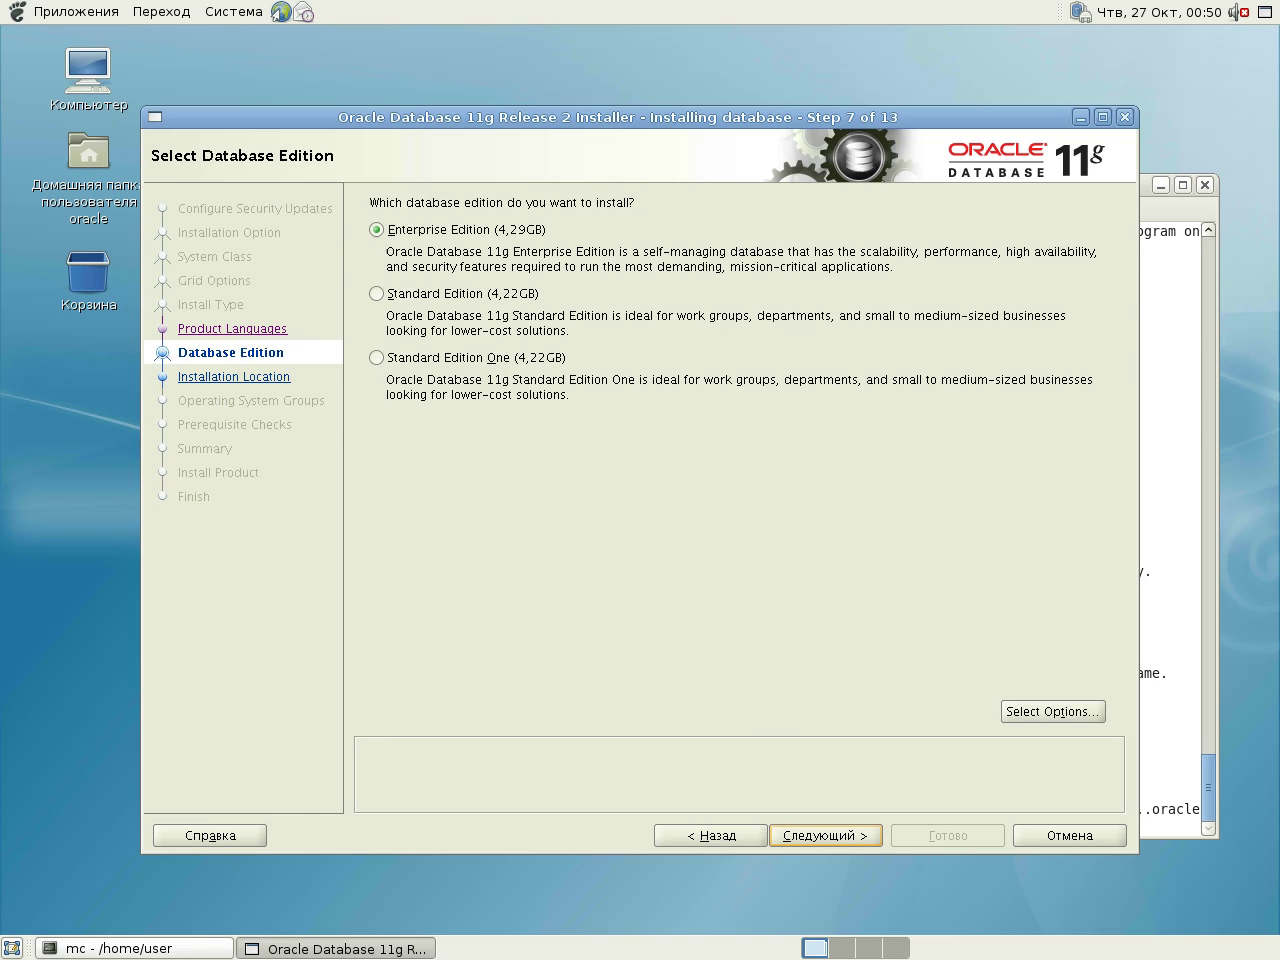 Приложения Переход Система
Чтв, 27 Окт, 00:50
Компьютер
Домашняя папк
пользователя
oracle
Корзина
Oracle Database 11g Release 2 Installer - Installing database - Step 7 of 13
Select Database Edition
ORACLE
DATABASE
11g
Configure Security Updates
Installation Option
System Class
Grid Options
Install Type
Product Languages
Database Edition
Installation Location
Operating System Groups
Prerequisite Checks
Summary
Install Product
Finish
Which database edition do you want to install?
Enterprise Edition (4,29GB)
Oracle Database 11g Enterprise Edition is a self-managing database that has the scalability, performance, high availability,
and security features required to run the most demanding, mission-critical applications.
Standard Edition (4,22GB)
Oracle Database 11g Standard Edition is ideal for work groups, departments, and small to medium-sized businesses
looking for lower-cost solutions.
Standard Edition One (4,22GB)
Oracle Database 11g Standard Edition One is ideal for work groups, departments, and small to medium-sized businesses
looking for lower-cost solutions.
Select Options...
Справка
< Назад
Следующий >
Готово
Отмена
ogram on
y.
ame.
..oracle
mc - /home/user
Oracle Database 11g R...